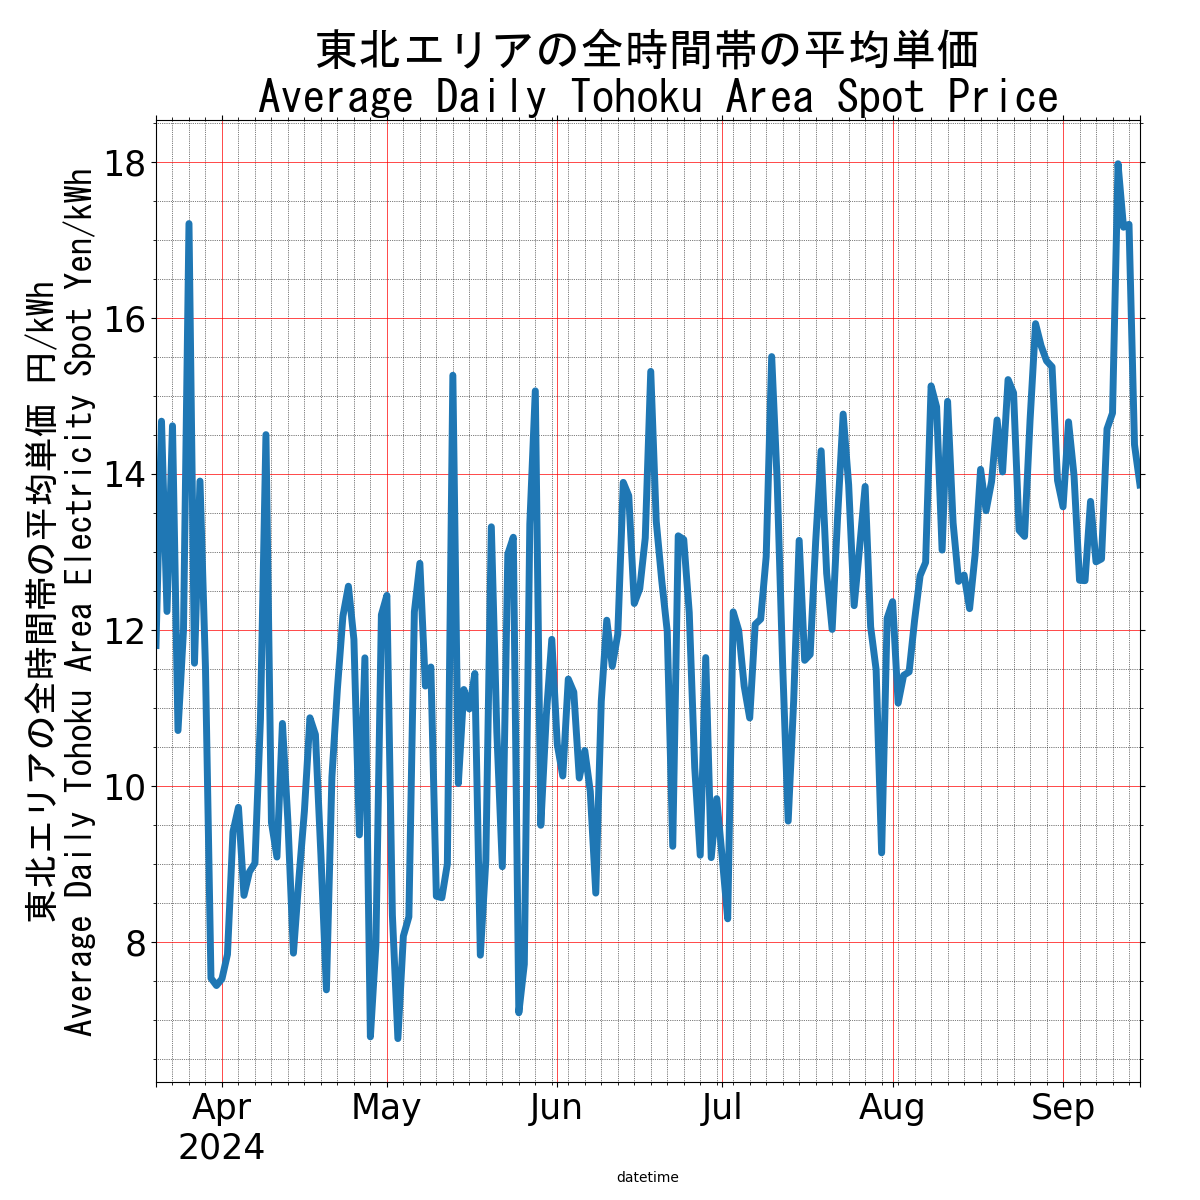 東北エリアの全時間帯の平均単価
Average Daily Tohoku Area Spot Price
東北エリアの全時間帯の平均単価 円/kWh
Average Daily Tohoku Area Electricity Spot Yen/kWh
18
16
14
12
10
8
Apr
2024
May
Jun
Jul
Aug
Sep
datetime